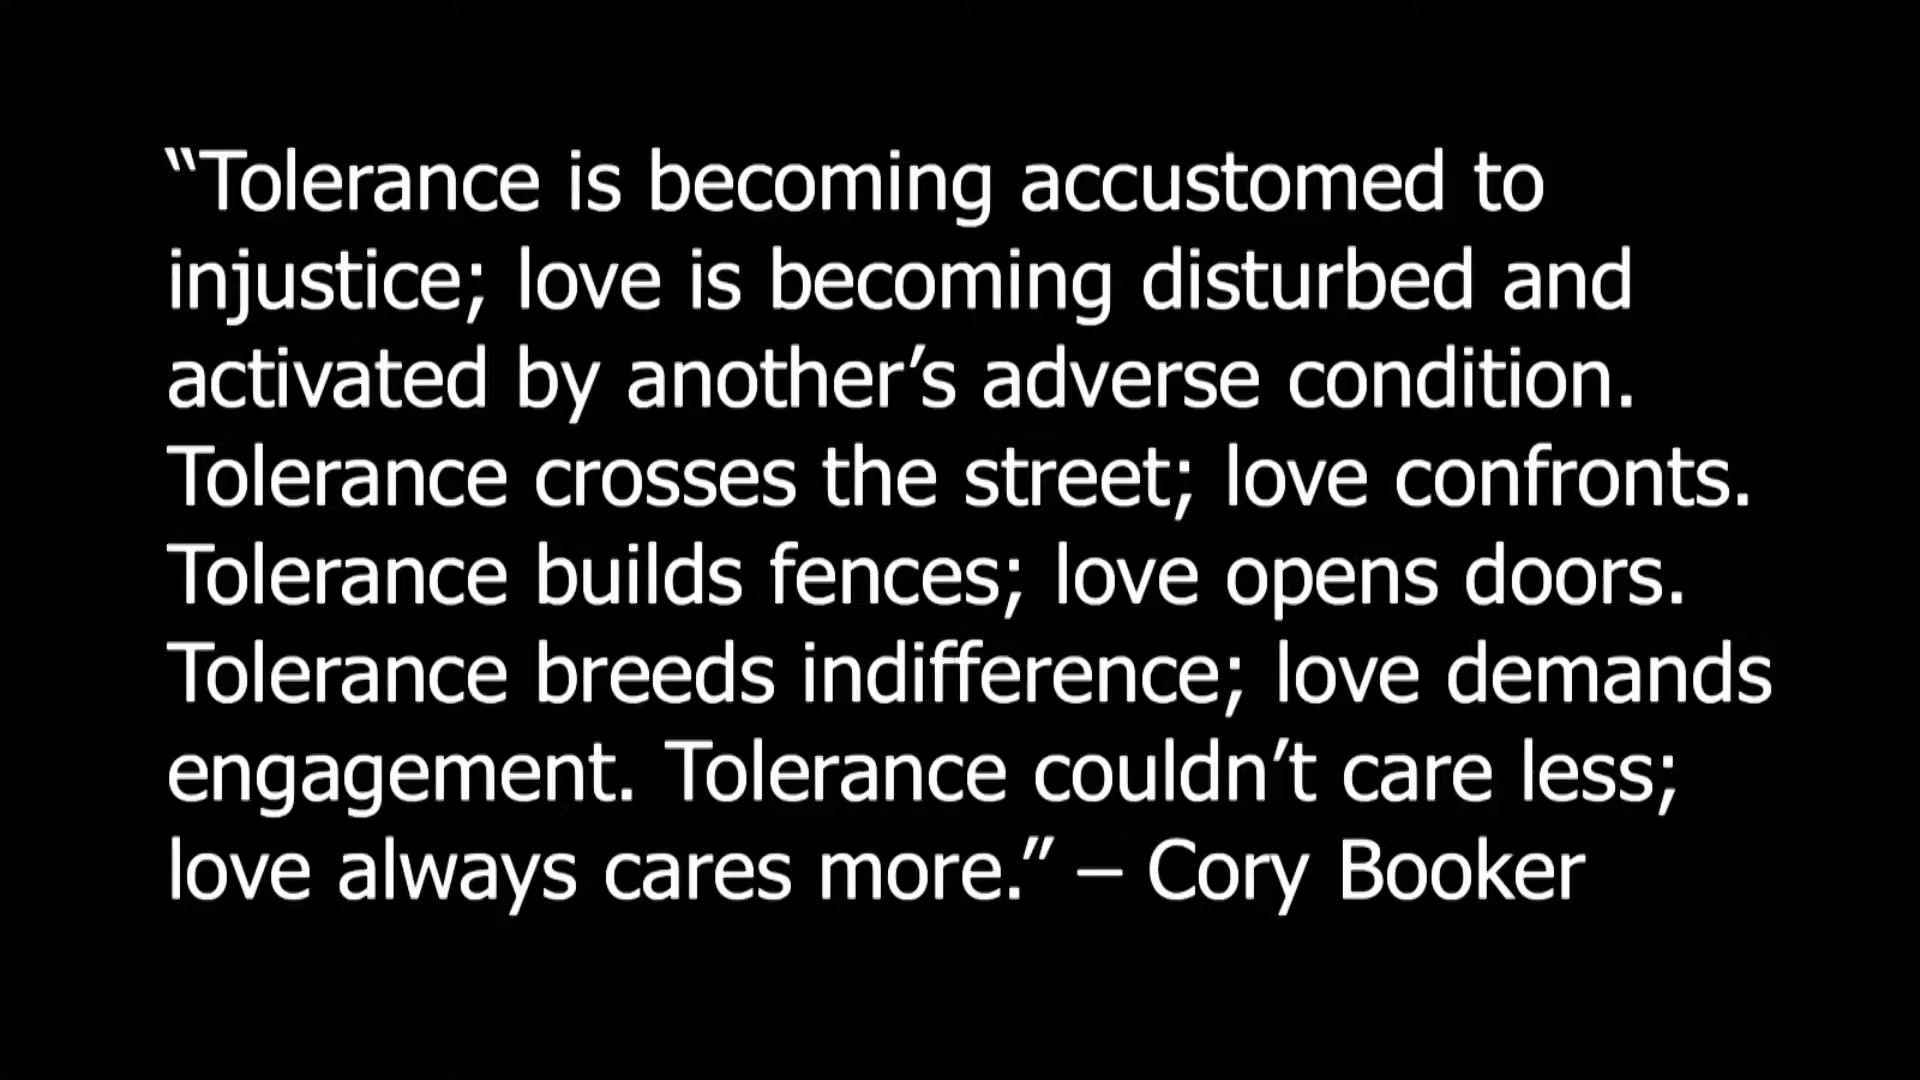 “Tolerance is becoming accustomed to
injustice; love is becoming disturbed and
activated by another’s adverse condition.
Tolerance crosses the street; love confronts.
Tolerance builds fences; love opens doors.
Tolerance breeds indifference; love demands
engagement. Tolerance couldn’t care less;
love always cares more.” – Cory Booker